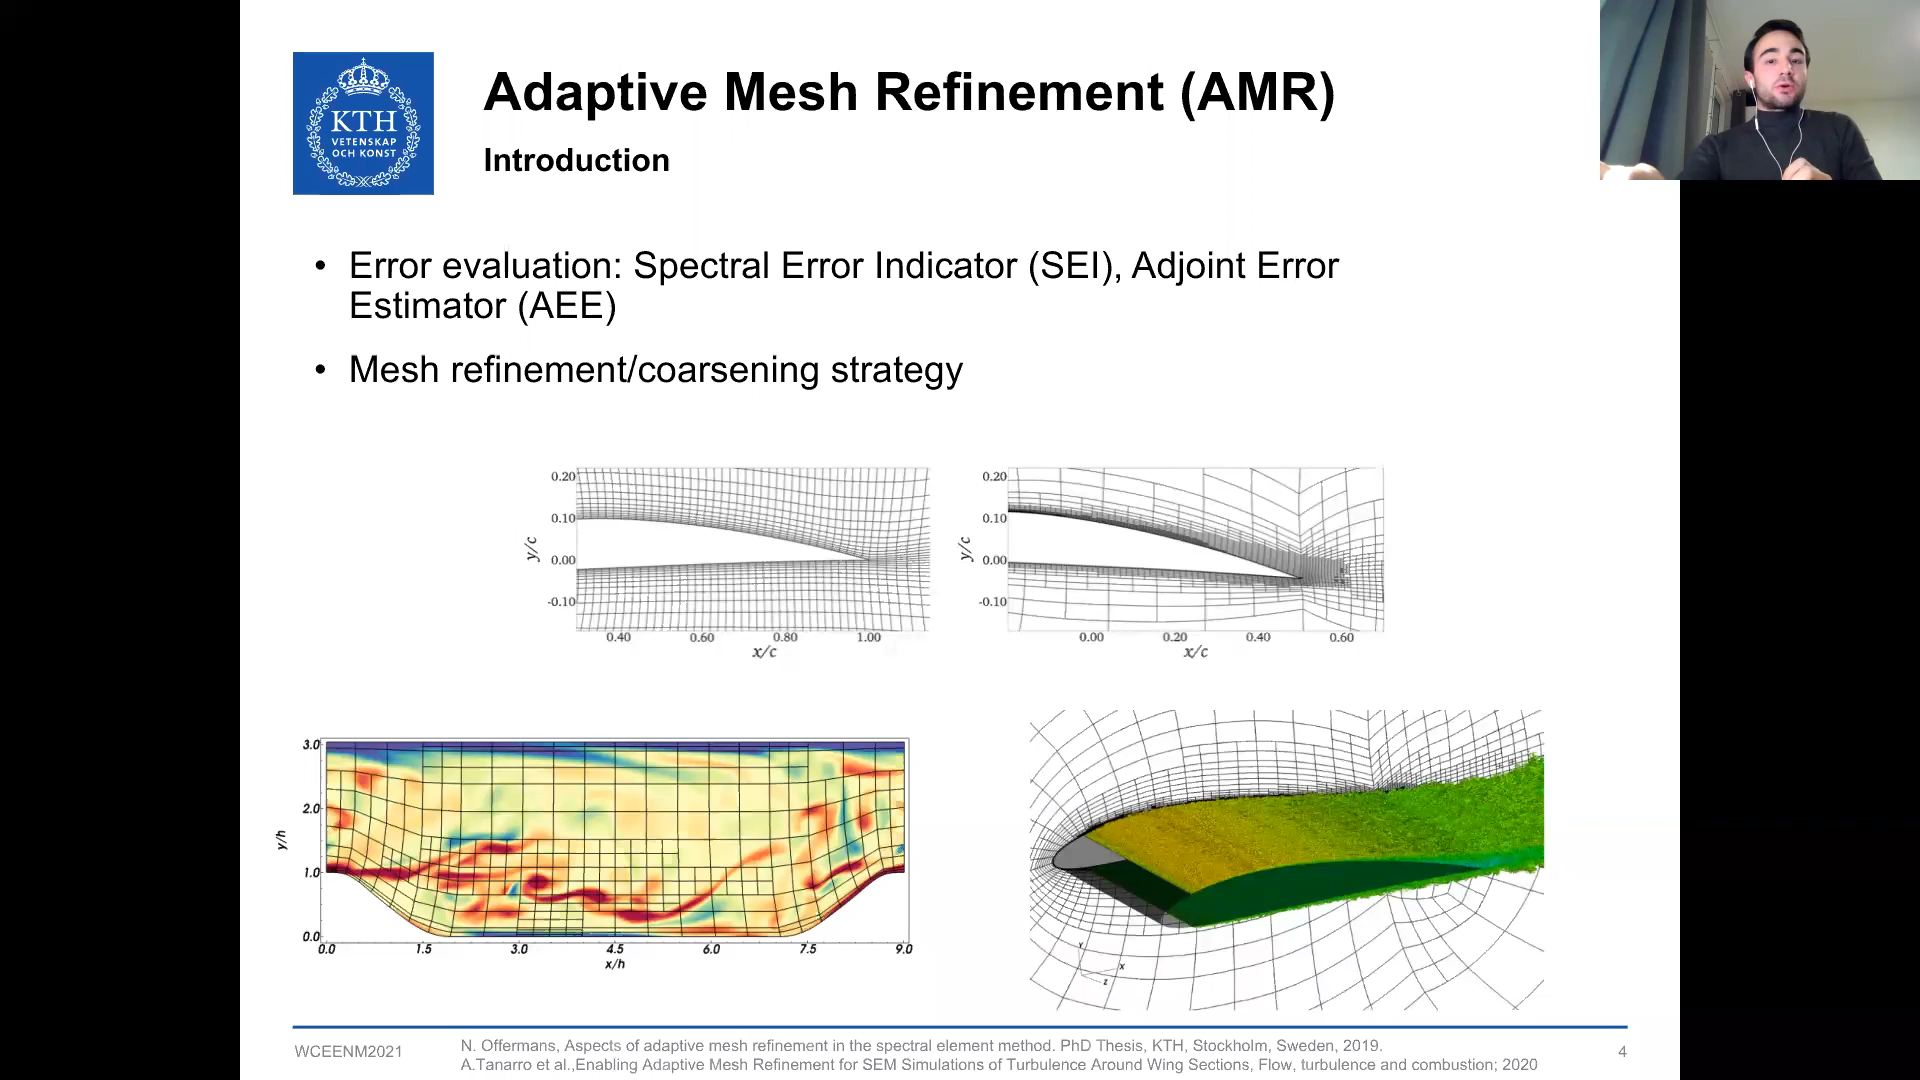 KTH
VETENSKAP
OCH KONST
Adaptive Mesh Refinement (AMR)
Introduction
• Error evaluation: Spectral Error Indicator (SEI), Adjoint Error
Estimator (AEE)
• Mesh refinement/coarsening strategy
0.20
0.10
0.00
-0.10
y/c
0.40 0.60 0.80 1.00
x/c
0.20
0.10
0.00
-0.10
y/c
0.00 0.20 0.40 0.60
x/c
3.0
2.0
1.0
0.0
y/h
0.0 1.5 3.0 4.5 6.0 7.5 9.0
x/h
Y
X
Z
WCEENM2021
N. Offermans, Aspects of adaptive mesh refinement in the spectral element method. PhD Thesis, KTH, Stockholm, Sweden, 2019.
A.Tanarro et al.,Enabling Adaptive Mesh Refinement for SEM Simulations of Turbulence Around Wing Sections, Flow, turbulence and combustion; 2020
4